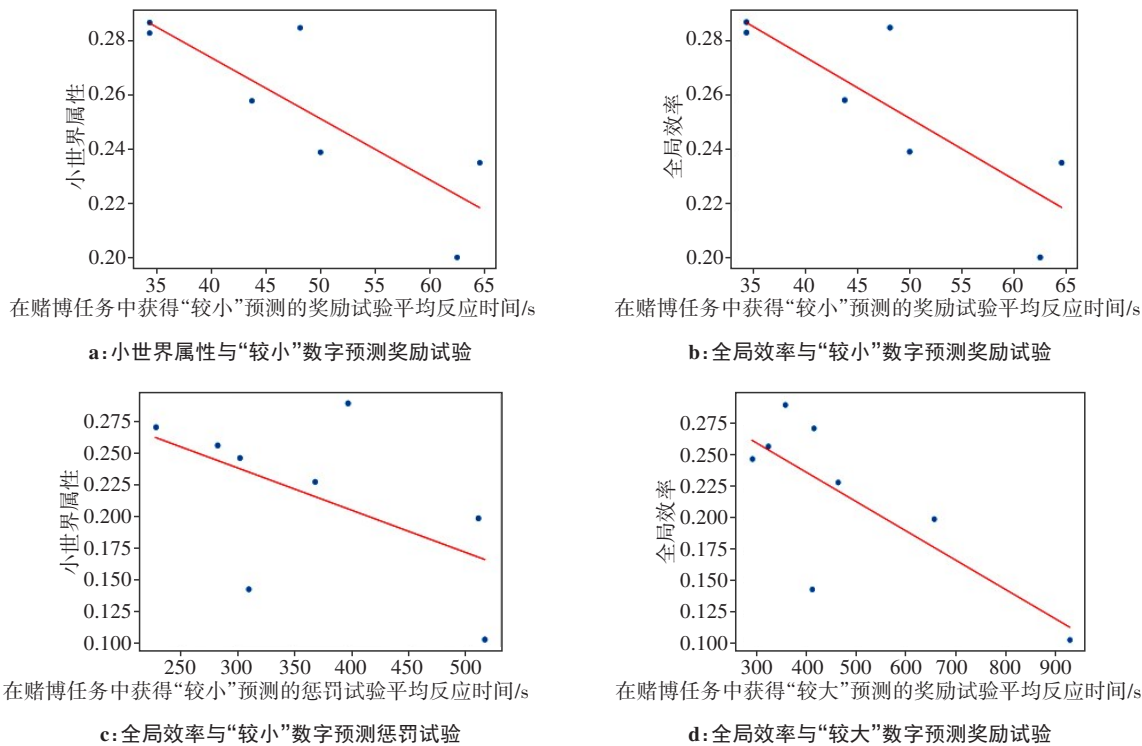 0.28
0.26
0.24
0.22
0.20
小世界属性
35 40 45 50 55 60 65
在赌博任务中获得“较小”预测的奖励试验平均反应时间/s
a:小世界属性与“较小”数字预测奖励试验
0.28
0.26
0.24
0.22
0.20
全局效率
35 40 45 50 55 60 65
在赌博任务中获得“较小”预测的奖励试验平均反应时间/s
b:全局效率与“较小”数字预测奖励试验
0.275
0.250
0.225
0.200
0.175
0.150
0.125
0.100
小世界属性
250 300 350 400 450 500
在赌博任务中获得“较小”预测的惩罚试验平均反应时间/s
c:全局效率与“较小”数字预测惩罚试验
0.275
0.250
0.225
0.200
0.175
0.150
0.125
0.100
全局效率
300 400 500 600 700 800 900
在赌博任务中获得“较大”预测的奖励试验平均反应时间/s
d:全局效率与“较大”数字预测奖励试验